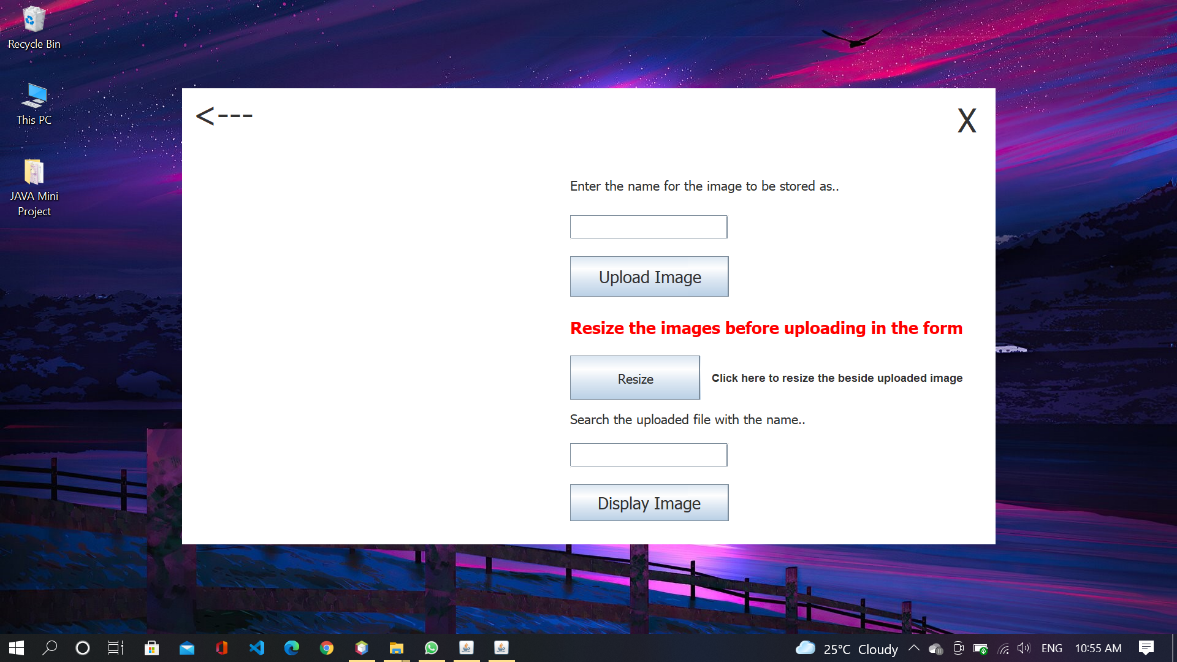 Recycle Bin
This PC
JAVA Mini
Project
<---
X
Enter the name for the image to be stored as..
Upload Image
Resize the images before uploading in the form
Resize
Click here to resize the beside uploaded image
Search the uploaded file with the name..
Display Image
25°C Cloudy
ENG
10:55 AM